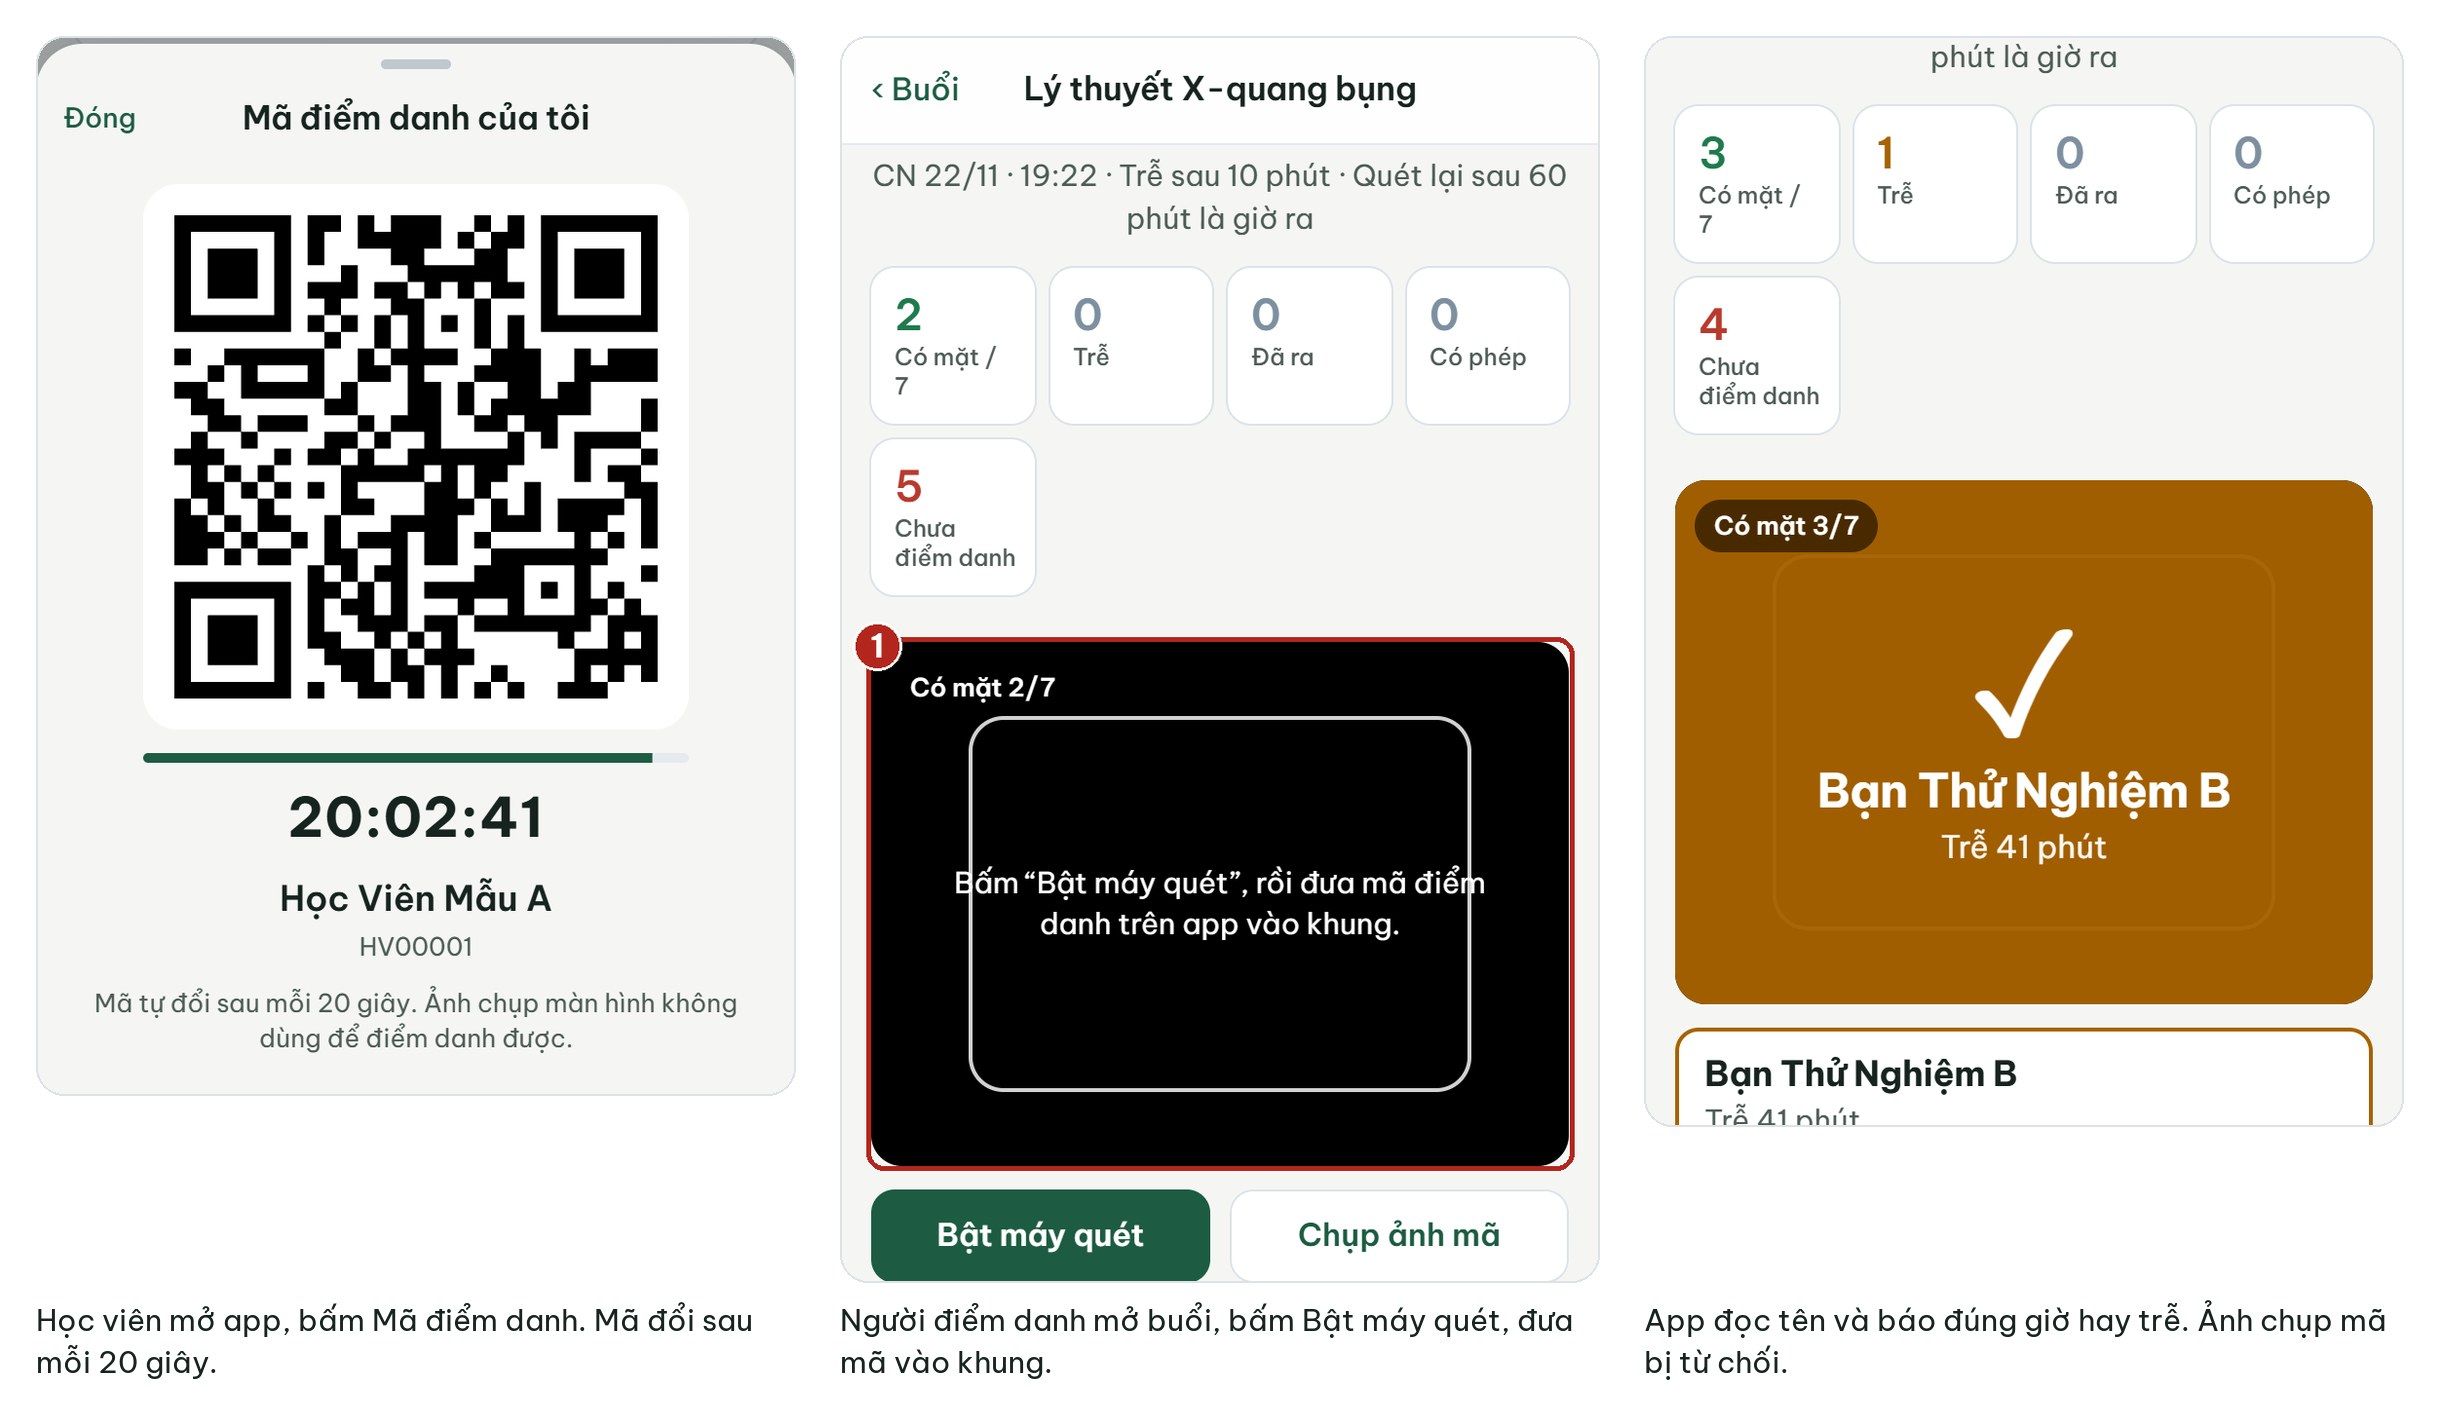 Đóng
Mã điểm danh của tôi
20:02:41
Học Viên Mẫu A
HV00001
Mã tự đổi sau mỗi 20 giây. Ảnh chụp màn hình không
dùng để điểm danh được.
Học viên mở app, bấm Mã điểm danh. Mã đổi sau
mỗi 20 giây.
‹ Buổi
Lý thuyết X-quang bụng
CN 22/11 · 19:22 · Trễ sau 10 phút · Quét lại sau 60
phút là giờ ra
2
Có mặt /
7
0
Trễ
0
Đã ra
0
Có phép
5
Chưa
điểm danh
1
Có mặt 2/7
Bấm “Bật máy quét”, rồi đưa mã điểm
danh trên app vào khung.
Bật máy quét
Chụp ảnh mã
Người điểm danh mở buổi, bấm Bật máy quét, đưa
mã vào khung.
phút là giờ ra
3
Có mặt /
7
1
Trễ
0
Đã ra
0
Có phép
4
Chưa
điểm danh
Có mặt 3/7
Bạn Thử Nghiệm B
Trễ 41 phút
Bạn Thử Nghiệm B
Trễ 41 phút
App đọc tên và báo đúng giờ hay trễ. Ảnh chụp mã
bị từ chối.